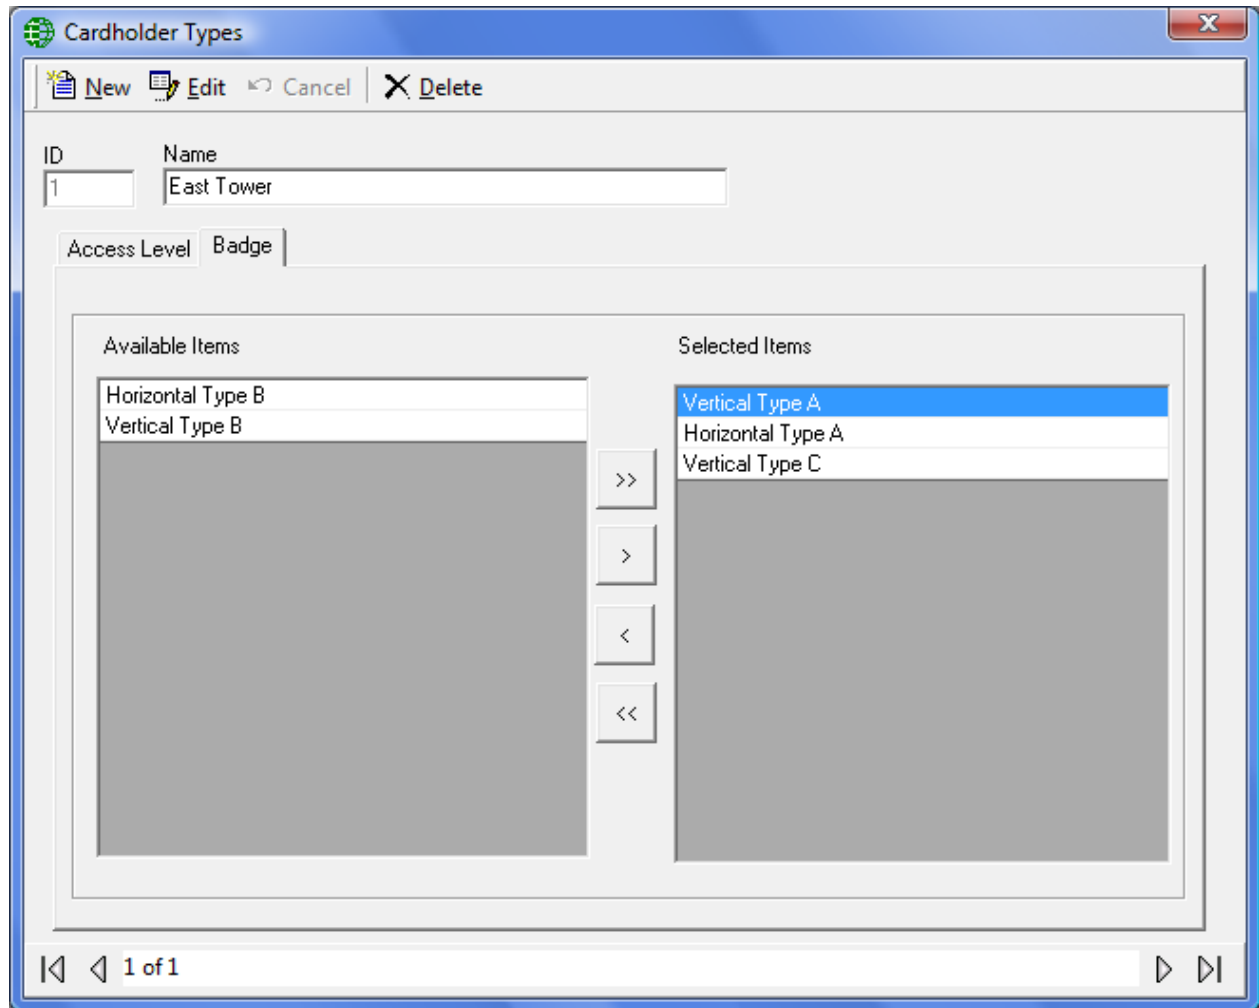 Cardholder Types
X
New Edit Cancel Delete
ID Name
1 East Tower
Access Level Badge
Available Items Selected Items
Horizontal Type B
Vertical Type B
>>
>
<
<<
Vertical Type A
Horizontal Type A
Vertical Type C
1 of 1